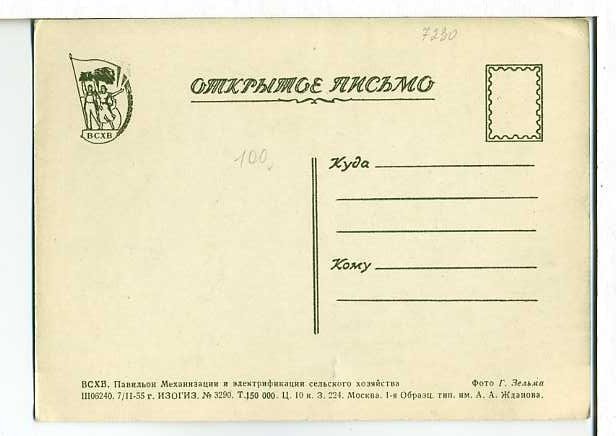 7230
ОТКРЫТОЕ ПИСЬМО
ВСХВ
100
Куда
Кому
ВСХВ. Павильон Механизации и электрификации сельского хозяйства Фото Г. Зельма
Ш06240. 7/II-55 г. ИЗОГИЗ. № 3290. Т.150 000. Ц. 10 к. З. 224. Москва. 1-я Образц. тип. им. А. А. Жданова.